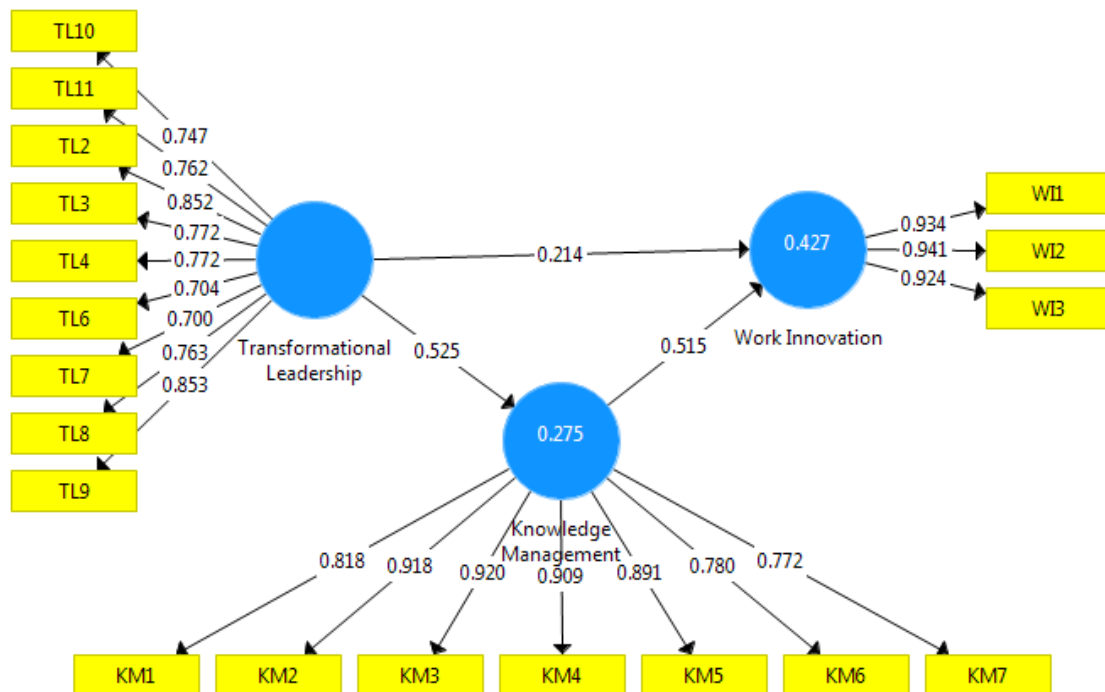 TL10
TL11
TL2
TL3
TL4
TL6
TL7
TL8
TL9
0.747
0.762
0.852
0.772
0.772
0.704
0.700
0.763
0.853
Transformational
Leadership
0.214
0.525
0.515
0.427
Work Innovation
0.934
0.941
0.924
WI1
WI2
WI3
0.275
Knowledge
Management
0.818
0.918
0.920
0.909
0.891
0.780
0.772
KM1
KM2
KM3
KM4
KM5
KM6
KM7